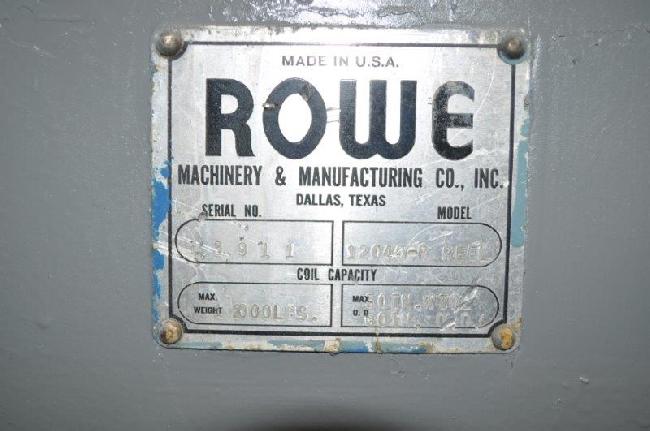 MADE IN U.S.A.
ROWE
MACHINERY & MANUFACTURING CO., INC.
DALLAS, TEXAS
SERIAL NO. MODEL
COIL CAPACITY
MAX. WEIGHT
MAX. O.D.